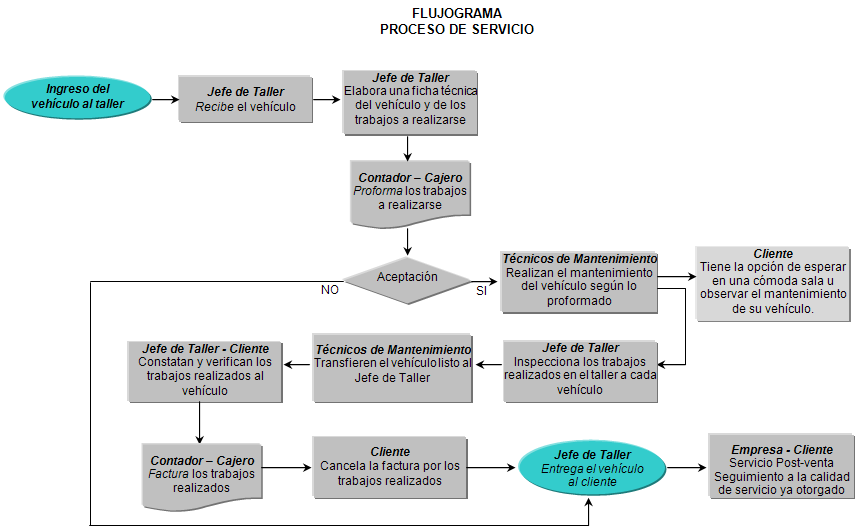 FLUJOGRAMA
PROCESO DE SERVICIO
Ingreso del
vehículo al taller
Jefe de Taller
Recibe el vehículo
Jefe de Taller
Elabora una ficha técnica
del vehículo y de los
trabajos a realizarse
Contador – Cajero
Proforma los trabajos
a realizarse
Aceptación
NO
SI
Técnicos de Mantenimiento
Realizan el mantenimiento
del vehículo según lo
proformado
Cliente
Tiene la opción de esperar
en una cómoda sala u
observar el mantenimiento
de su vehículo.
Jefe de Taller
Inspecciona los trabajos
realizados en el taller a cada
vehículo
Técnicos de Mantenimiento
Transfieren el vehículo listo al
Jefe de Taller
Jefe de Taller - Cliente
Constatan y verifican los
trabajos realizados al
vehículo
Contador – Cajero
Factura los trabajos
realizados
Cliente
Cancela la factura por los
trabajos realizados
Jefe de Taller
Entrega el vehículo
al cliente
Empresa - Cliente
Servicio Post-venta
Seguimiento a la calidad
de servicio ya otorgado